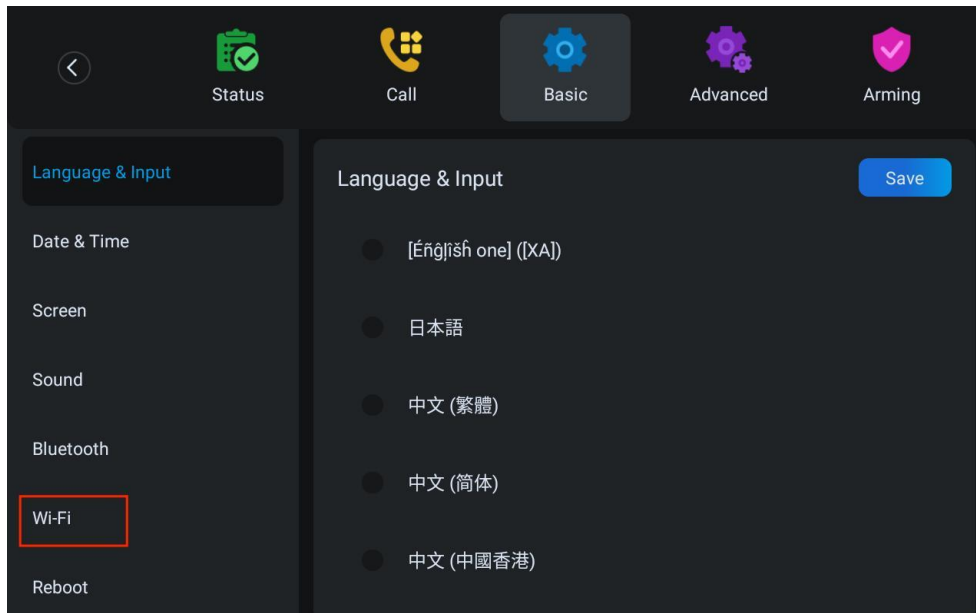 Status
Call
Basic
Advanced
Arming
Language & Input
Date & Time
Screen
Sound
Bluetooth
Wi-Fi
Reboot
Language & Input
Save
[Éñĝļîšĥ one] ([XA])
日本語
中文 (繁體)
中文 (简体)
中文 (中國香港)